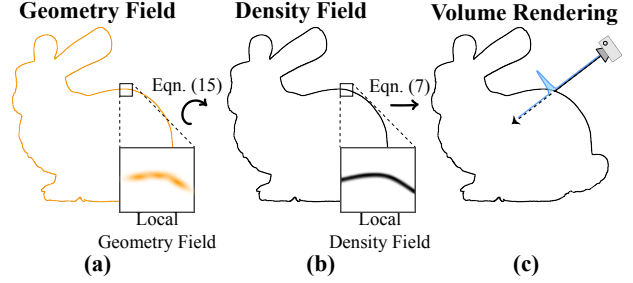 Geometry Field
Density Field
Volume Rendering
Eqn. (15)
Eqn. (7)
Local
Geometry Field
Local
Density Field
(a)
(b)
(c)